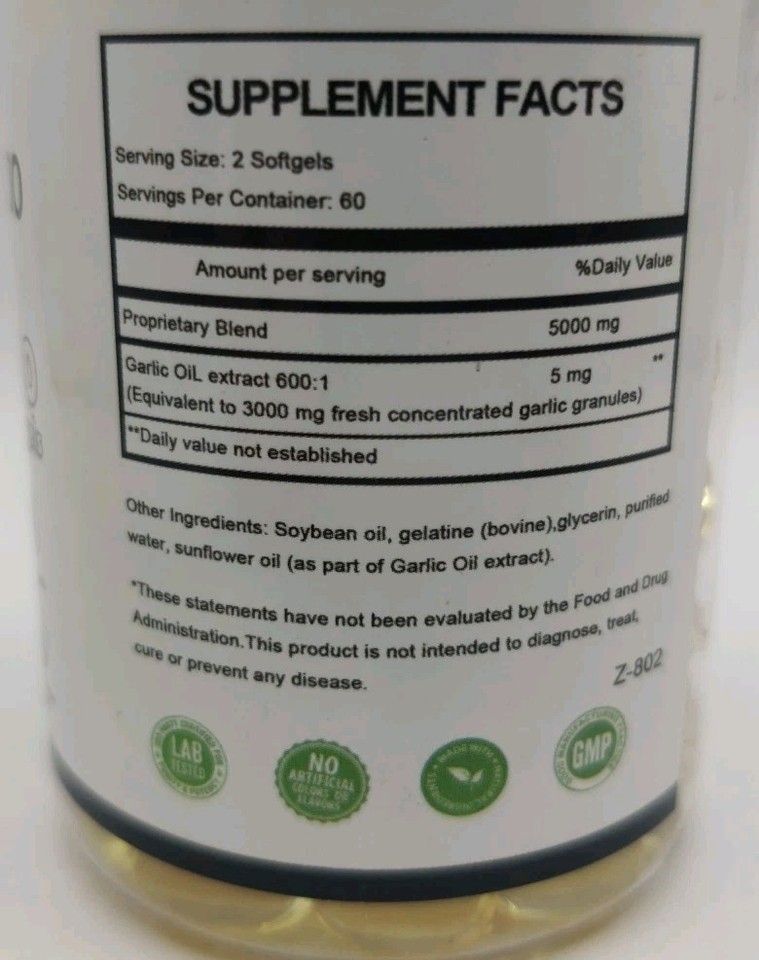 SUPPLEMENT FACTS
Serving Size: 2 Softgels
Servings Per Container: 60
Amount per serving %Daily Value
Proprietary Blend 5000 mg
Garlic OiL extract 600:1 5 mg **
(Equivalent to 3000 mg fresh concentrated garlic granules)
**Daily value not established
Other Ingredients: Soybean oil, gelatine (bovine),glycerin, purified
water, sunflower oil (as part of Garlic Oil extract).
*These statements have not been evaluated by the Food and Drug
Administration.This product is not intended to diagnose, treat,
cure or prevent any disease.
Z-802
LAB
TESTED
NO
ARTIFICIAL
COLORS OR
FLAVORS
MADE WITH
GMP